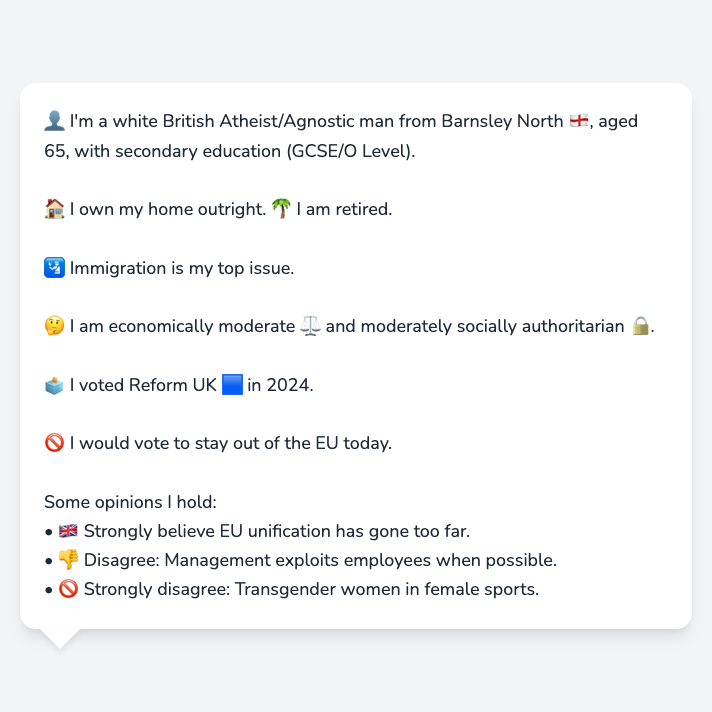 👤 I'm a white British Atheist/Agnostic man from Barnsley North 🏴󠁧󠁢󠁥󠁮󠁧󠁿, aged
65, with secondary education (GCSE/O Level).
🏠 I own my home outright. 🌴 I am retired.
🛂 Immigration is my top issue.
🤔 I am economically moderate ⚖️ and moderately socially authoritarian 🔒.
🗳️ I voted Reform UK 🟦 in 2024.
🚫 I would vote to stay out of the EU today.
Some opinions I hold:
• 🇬🇧 Strongly believe EU unification has gone too far.
• 👎 Disagree: Management exploits employees when possible.
• 🚫 Strongly disagree: Transgender women in female sports.